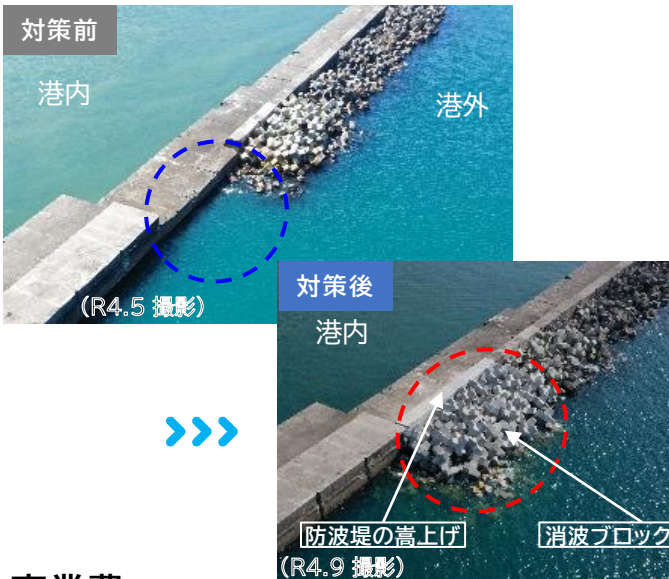 対策前
港内
港外
(R4.5 撮影)
対策後
港内
防波堤の嵩上げ
消波ブロック
(R4.9 撮影)